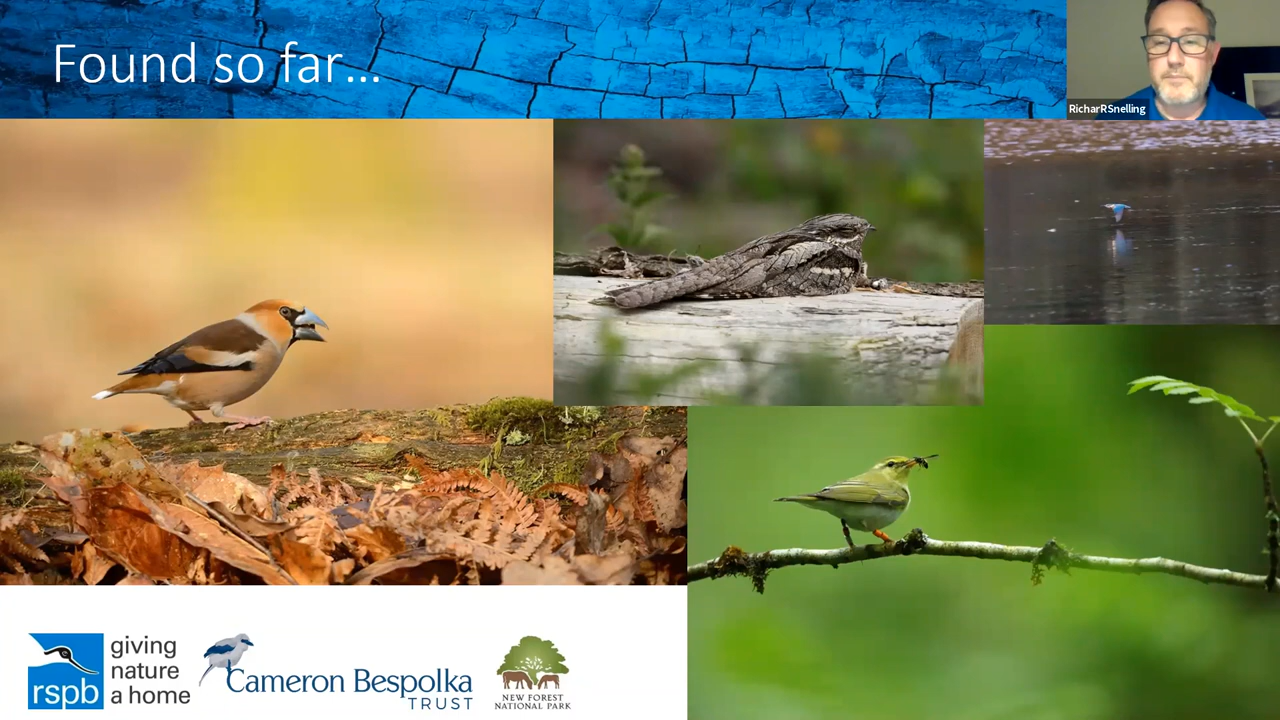 Found so far...
RicharRSnelling
rspb
giving
nature
a home
Cameron Bespolka
TRUST
NEW FOREST
NATIONAL PARK